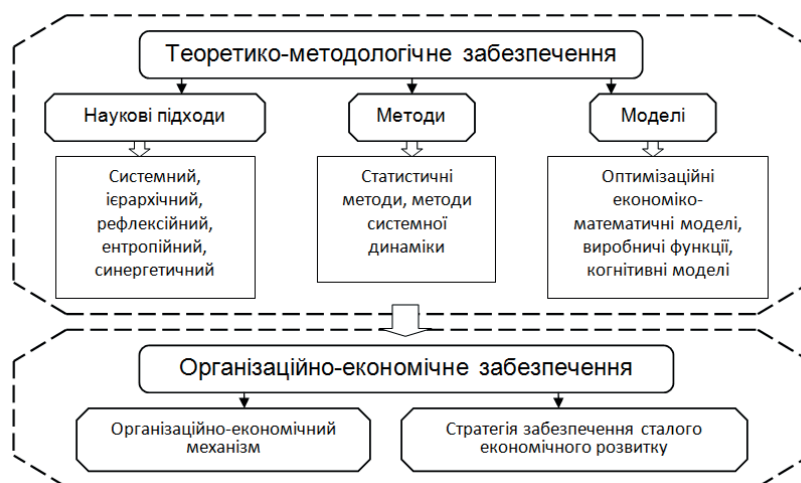 Теоретико-методологічне забезпечення
Наукові підходи
Методи
Моделі
Системний,
ієрархічний,
рефлексійний,
ентропійний,
синергетичний
Статистичні
методи, методи
системної
динаміки
Оптимізаційні
економіко-
математичні моделі,
виробничі функції,
когнітивні моделі
Організаційно-економічне забезпечення
Організаційно-економічний
механізм
Стратегія забезпечення сталого
економічного розвитку